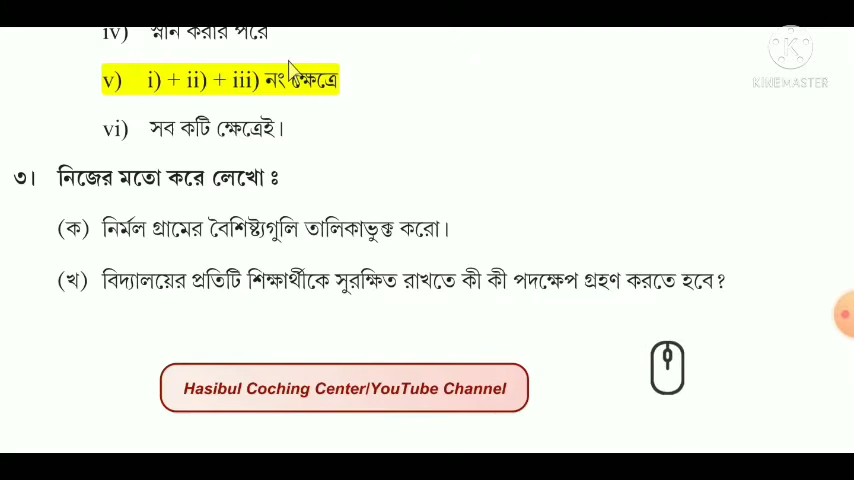 iv) স্নান করার পরে
KINEMASTER
v) i) + ii) + iii) নং ক্ষেত্রে
vi) সব কটি ক্ষেত্রেই।
৩। নিজের মতো করে লেখো ঃ
(ক) নির্মল গ্রামের বৈশিষ্ট্যগুলি তালিকাভুক্ত করো।
(খ) বিদ্যালয়ের প্রতিটি শিক্ষার্থীকে সুরক্ষিত রাখতে কী কী পদক্ষেপ গ্রহণ করতে হবে?
Hasibul Coching Center/YouTube Channel